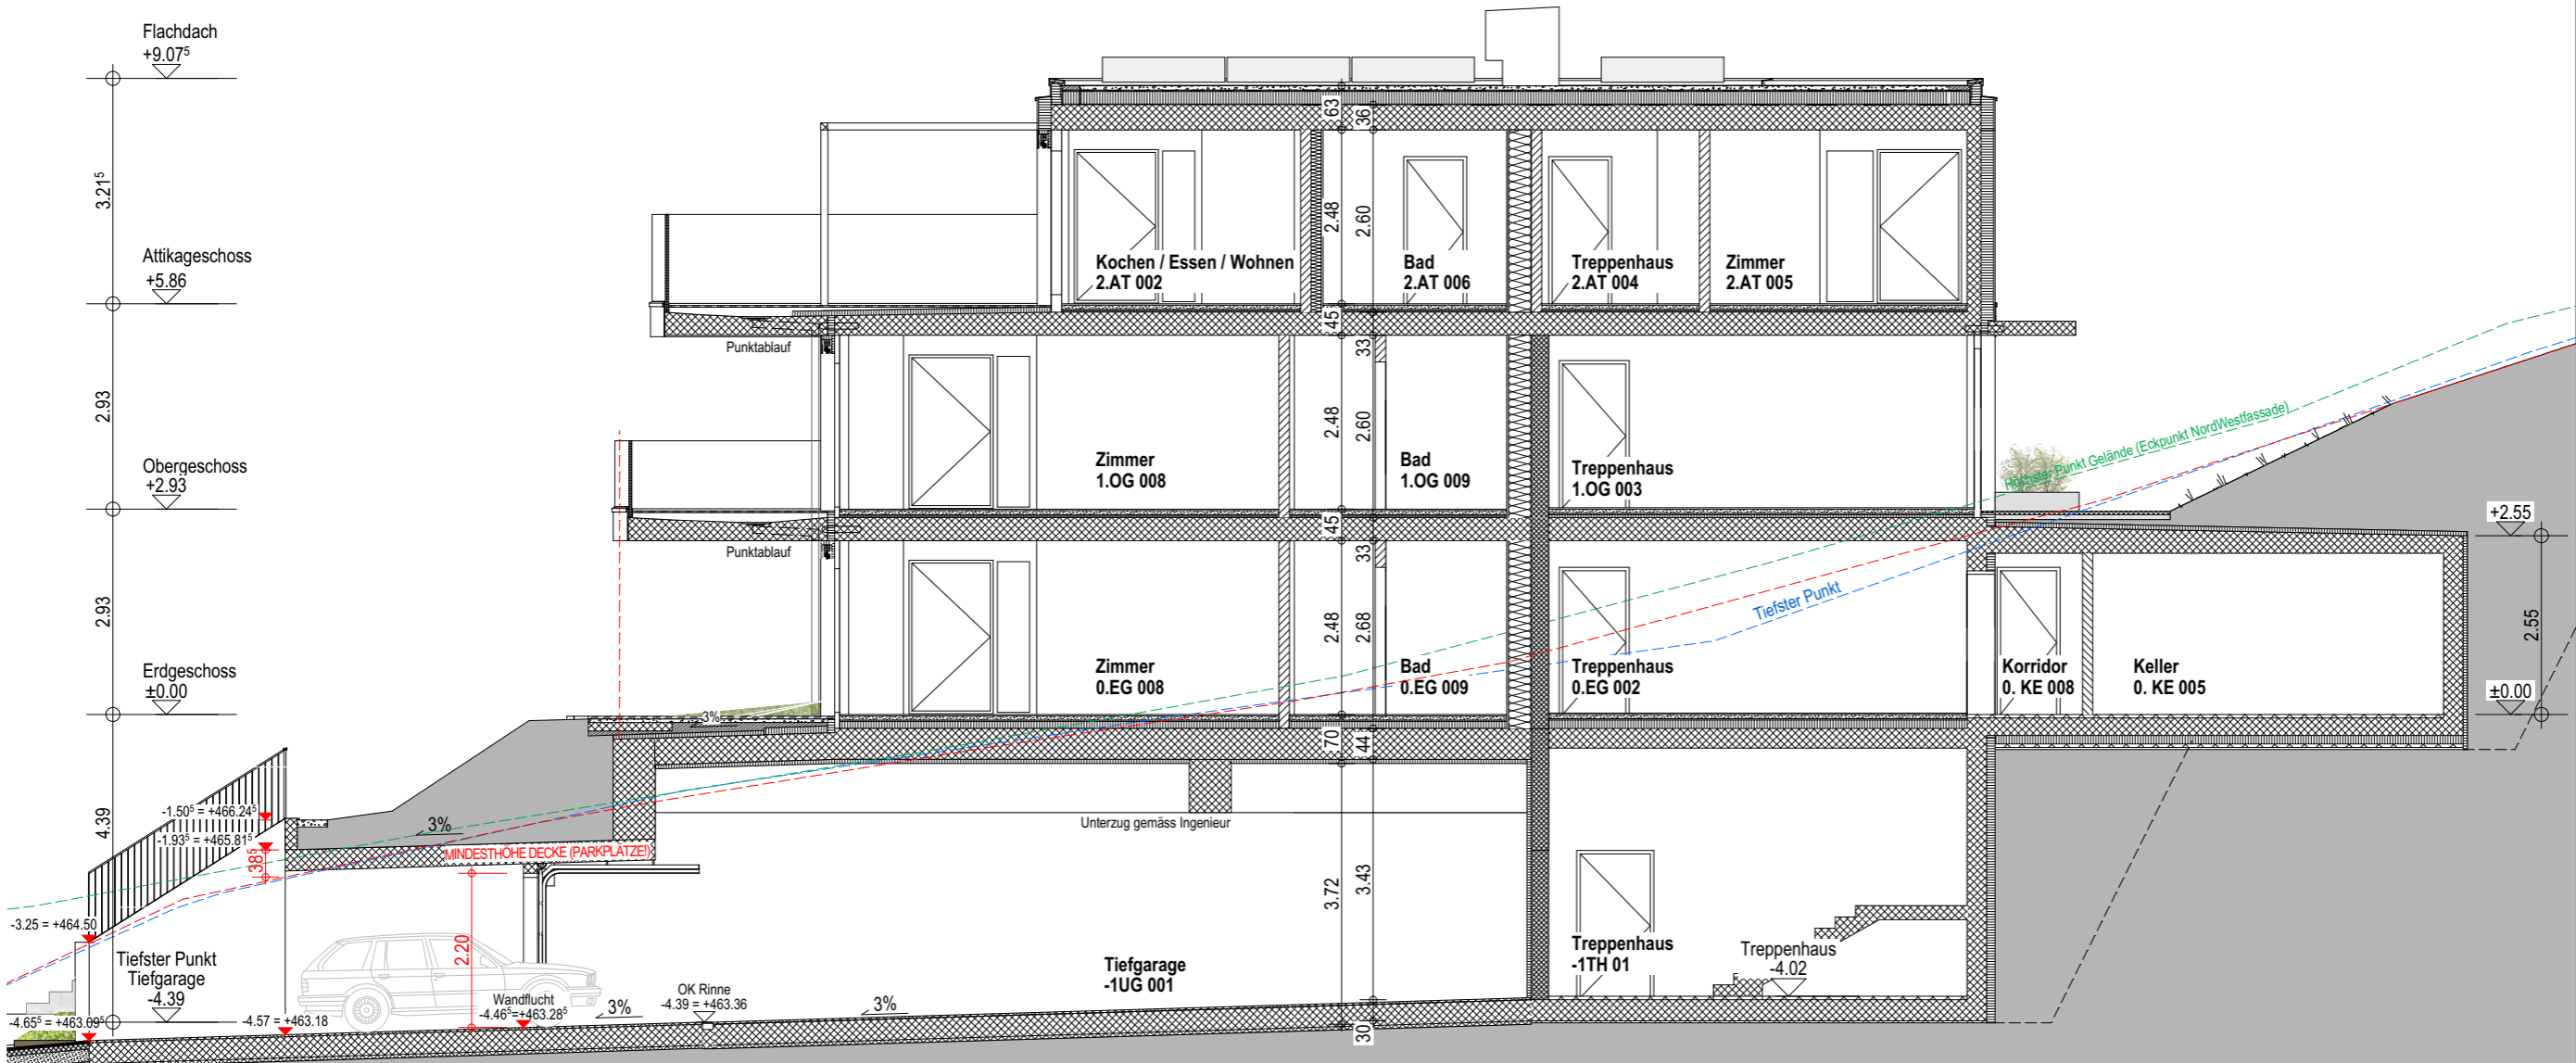 Flachdach
+9.07⁵
3.21⁵
Attikageschoss
+5.86
2.93
Obergeschoss
+2.93
2.93
Erdgeschoss
±0.00
4.39
Tiefster Punkt
Tiefgarage
-4.39
63
36
2.48
2.60
Kochen / Essen / Wohnen
2.AT 002
Bad
2.AT 006
Treppenhaus
2.AT 004
Zimmer
2.AT 005
Punktablauf
45
33
2.48
2.60
Zimmer
1.OG 008
Bad
1.OG 009
Treppenhaus
1.OG 003
Höchster Punkt Gelände (Eckpunkt NordWestfassade)
Punktablauf
45
33
2.48
2.68
Zimmer
0.EG 008
Bad
0.EG 009
Treppenhaus
0.EG 002
Tiefster Punkt
Korridor
0. KE 008
Keller
0. KE 005
+2.55
2.55
±0.00
3%
70
44
-1.50⁵ = +466.24⁵
-1.93⁵ = +465.81⁵
38⁵
3%
MINDESTHÖHE DECKE (PARKPLÄTZE!)
Unterzug gemäss Ingenieur
3.72
3.43
-3.25 = +464.50
2.20
-4.65⁵ = +463.09⁵
-4.57 = +463.18
Wandflucht
-4.46⁵=+463.28⁵
3%
OK Rinne
-4.39 = +463.36
3%
Tiefgarage
-1UG 001
30
Treppenhaus
-1TH 01
Treppenhaus
-4.02